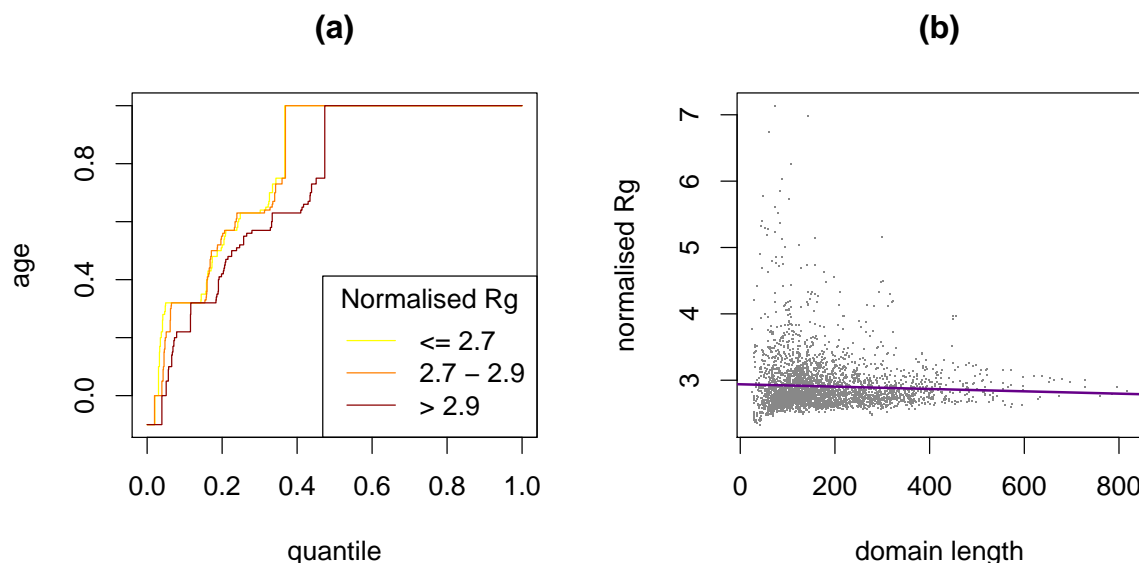 (a)
age
0.0
0.4
0.8
Normalised Rg
<= 2.7
2.7 – 2.9
> 2.9
0.0 0.2 0.4 0.6 0.8 1.0
quantile
(b)
normalised Rg
3
4
5
6
7
0 200 400 600 800
domain length